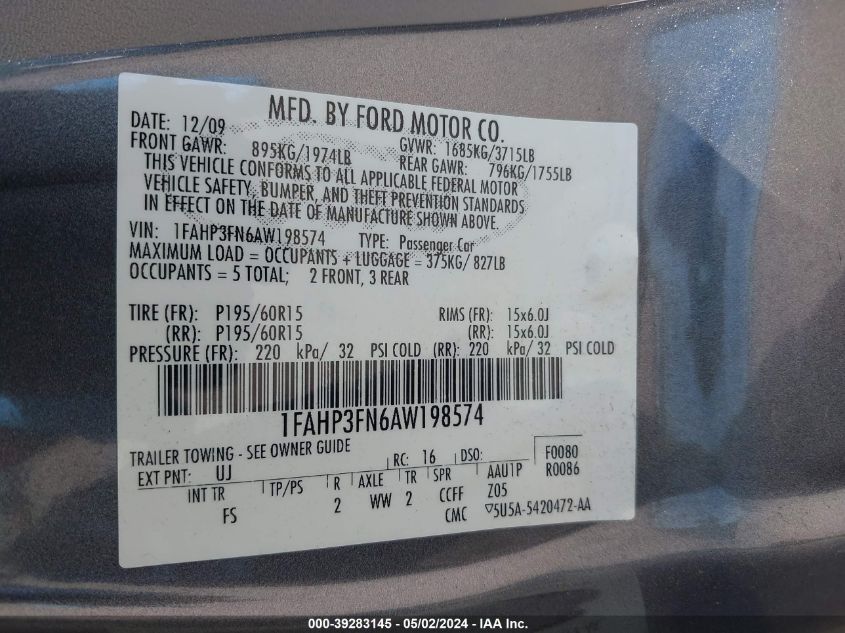 MFD. BY FORD MOTOR CO.
DATE: 12/09
GVWR: 1685KG/3715LB
FRONT GAWR: 895KG/1974LB
REAR GAWR: 796KG/1755LB
THIS VEHICLE CONFORMS TO ALL APPLICABLE FEDERAL MOTOR
VEHICLE SAFETY, BUMPER, AND THEFT PREVENTION STANDARDS
IN EFFECT ON THE DATE OF MANUFACTURE SHOWN ABOVE.
VIN: 1FAHP3FN6AW198574 TYPE: Passenger Car
MAXIMUM LOAD = OCCUPANTS + LUGGAGE = 375KG/ 827LB
OCCUPANTS = 5 TOTAL; 2 FRONT, 3 REAR
TIRE (FR): P195/60R15 RIMS (FR): 15x6.0J
(RR): P195/60R15 (RR): 15x6.0J
PRESSURE (FR): 220 kPa/ 32 PSI COLD (RR): 220 kPa/ 32 PSI COLD
1FAHP3FN6AW198574
TRAILER TOWING - SEE OWNER GUIDE
EXT PNT: UJ RC: 16 DSO: F0080
R0086
INT TR TP/PS R AXLE TR SPR AAU1P
FS 2 WW 2 CCFF Z05
CMC ▽5U5A-5420472-AA
000-39283145 - 05/02/2024 - IAA Inc.